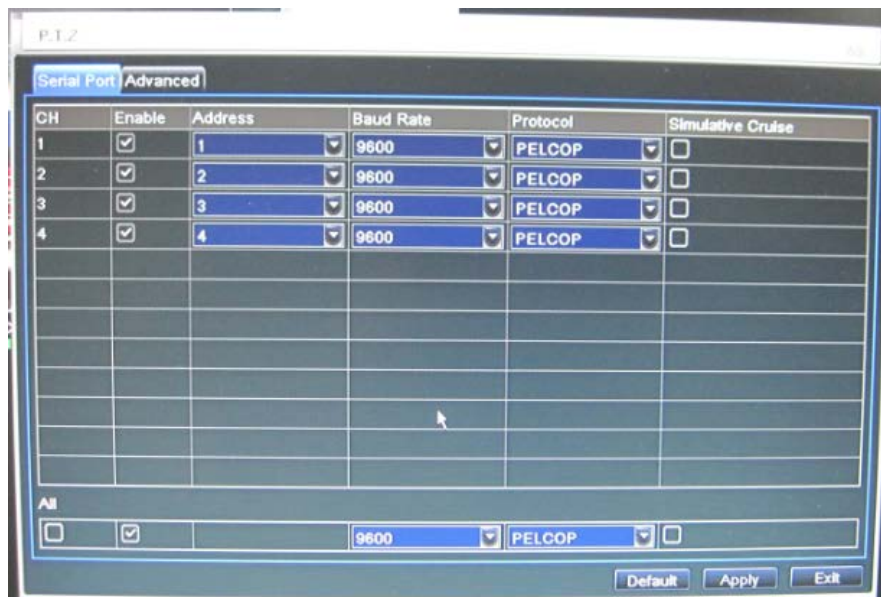 P.T.Z
Serial Port Advanced
CH Enable Address Baud Rate Protocol Simulative Cruise
1 1 9600 PELCOP
2 2 9600 PELCOP
3 3 9600 PELCOP
4 4 9600 PELCOP
All
9600 PELCOP
Default Apply Exit